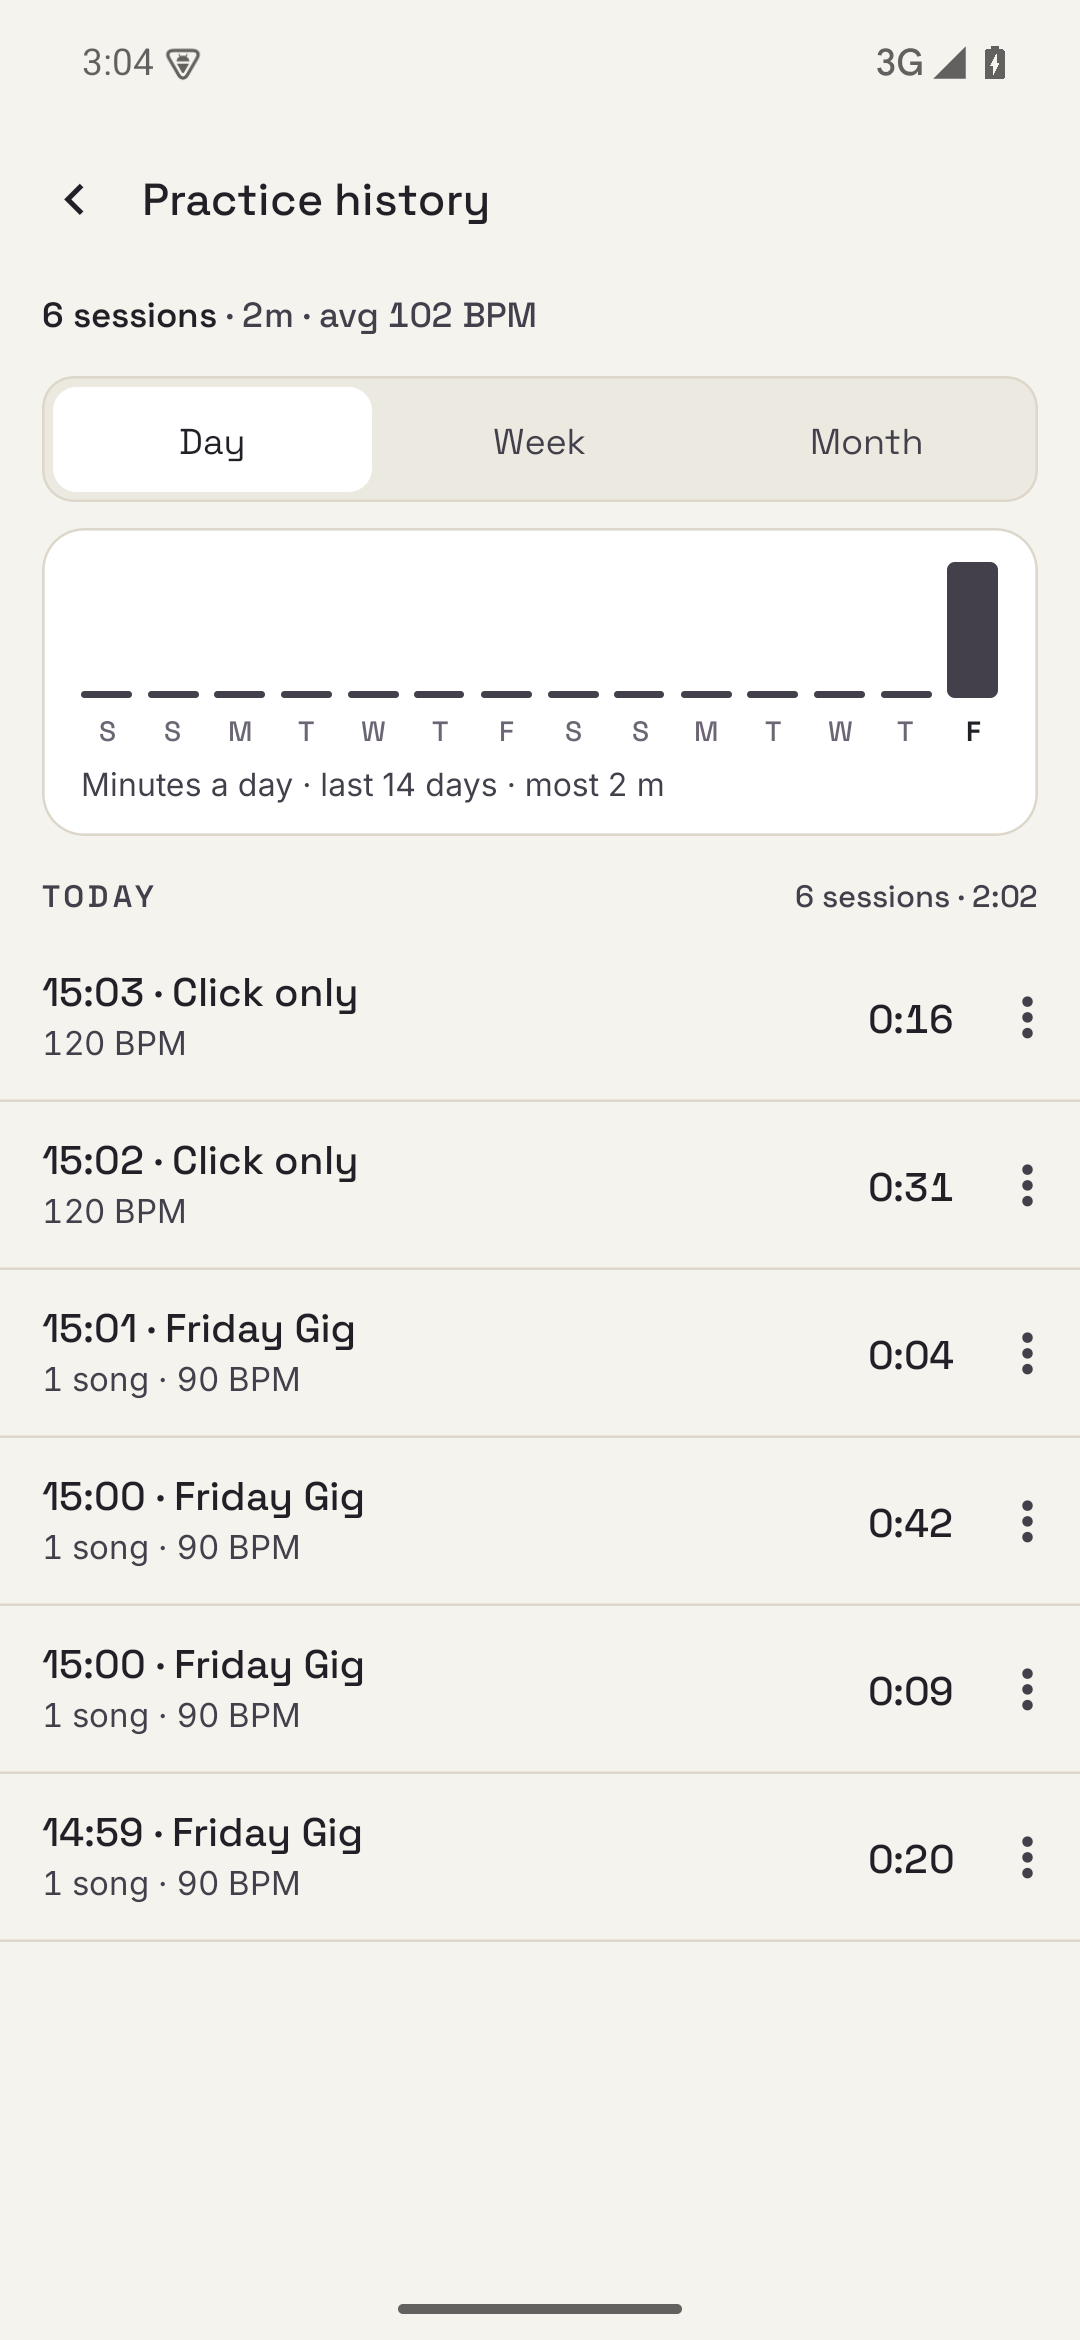 3:04
3G
Practice history
6 sessions · 2m · avg 102 BPM
Day Week Month
S S M T W T F S S M T W T F
Minutes a day · last 14 days · most 2 m
TODAY 6 sessions · 2:02
15:03 · Click only
120 BPM
0:16
15:02 · Click only
120 BPM
0:31
15:01 · Friday Gig
1 song · 90 BPM
0:04
15:00 · Friday Gig
1 song · 90 BPM
0:42
15:00 · Friday Gig
1 song · 90 BPM
0:09
14:59 · Friday Gig
1 song · 90 BPM
0:20